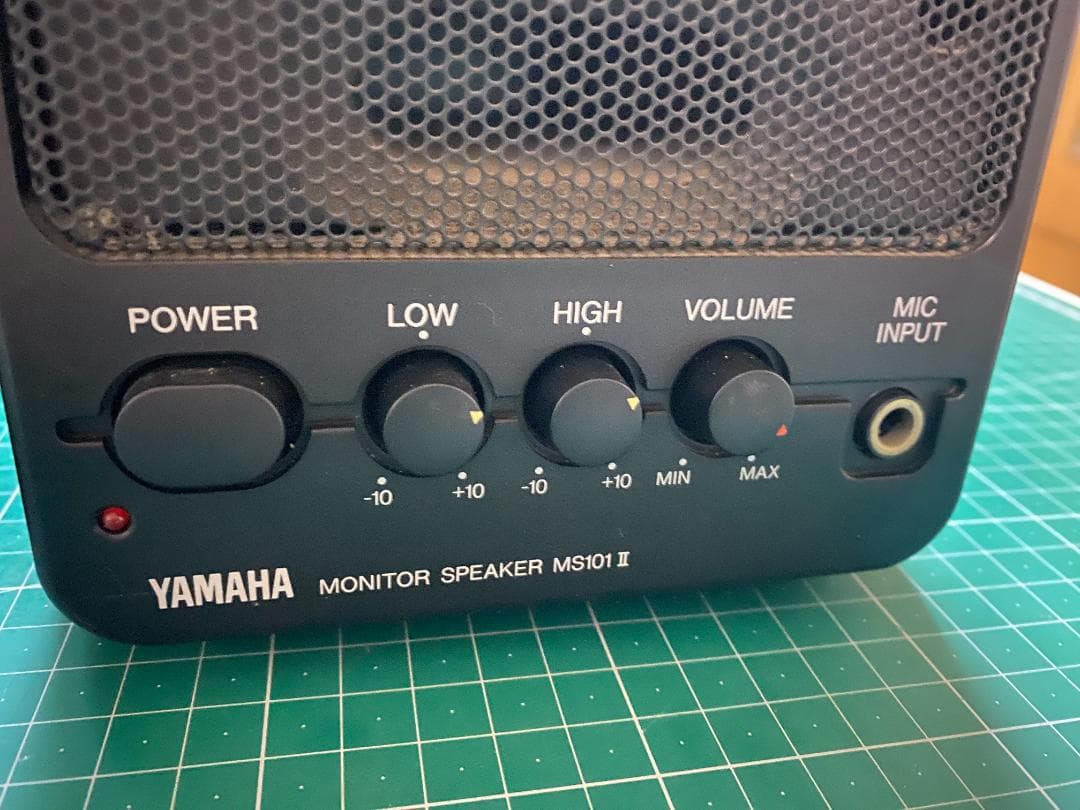 POWER
LOW
HIGH
VOLUME
MIC
INPUT
-10
+10
-10
+10
MIN
MAX
YAMAHA MONITOR SPEAKER MS101 II